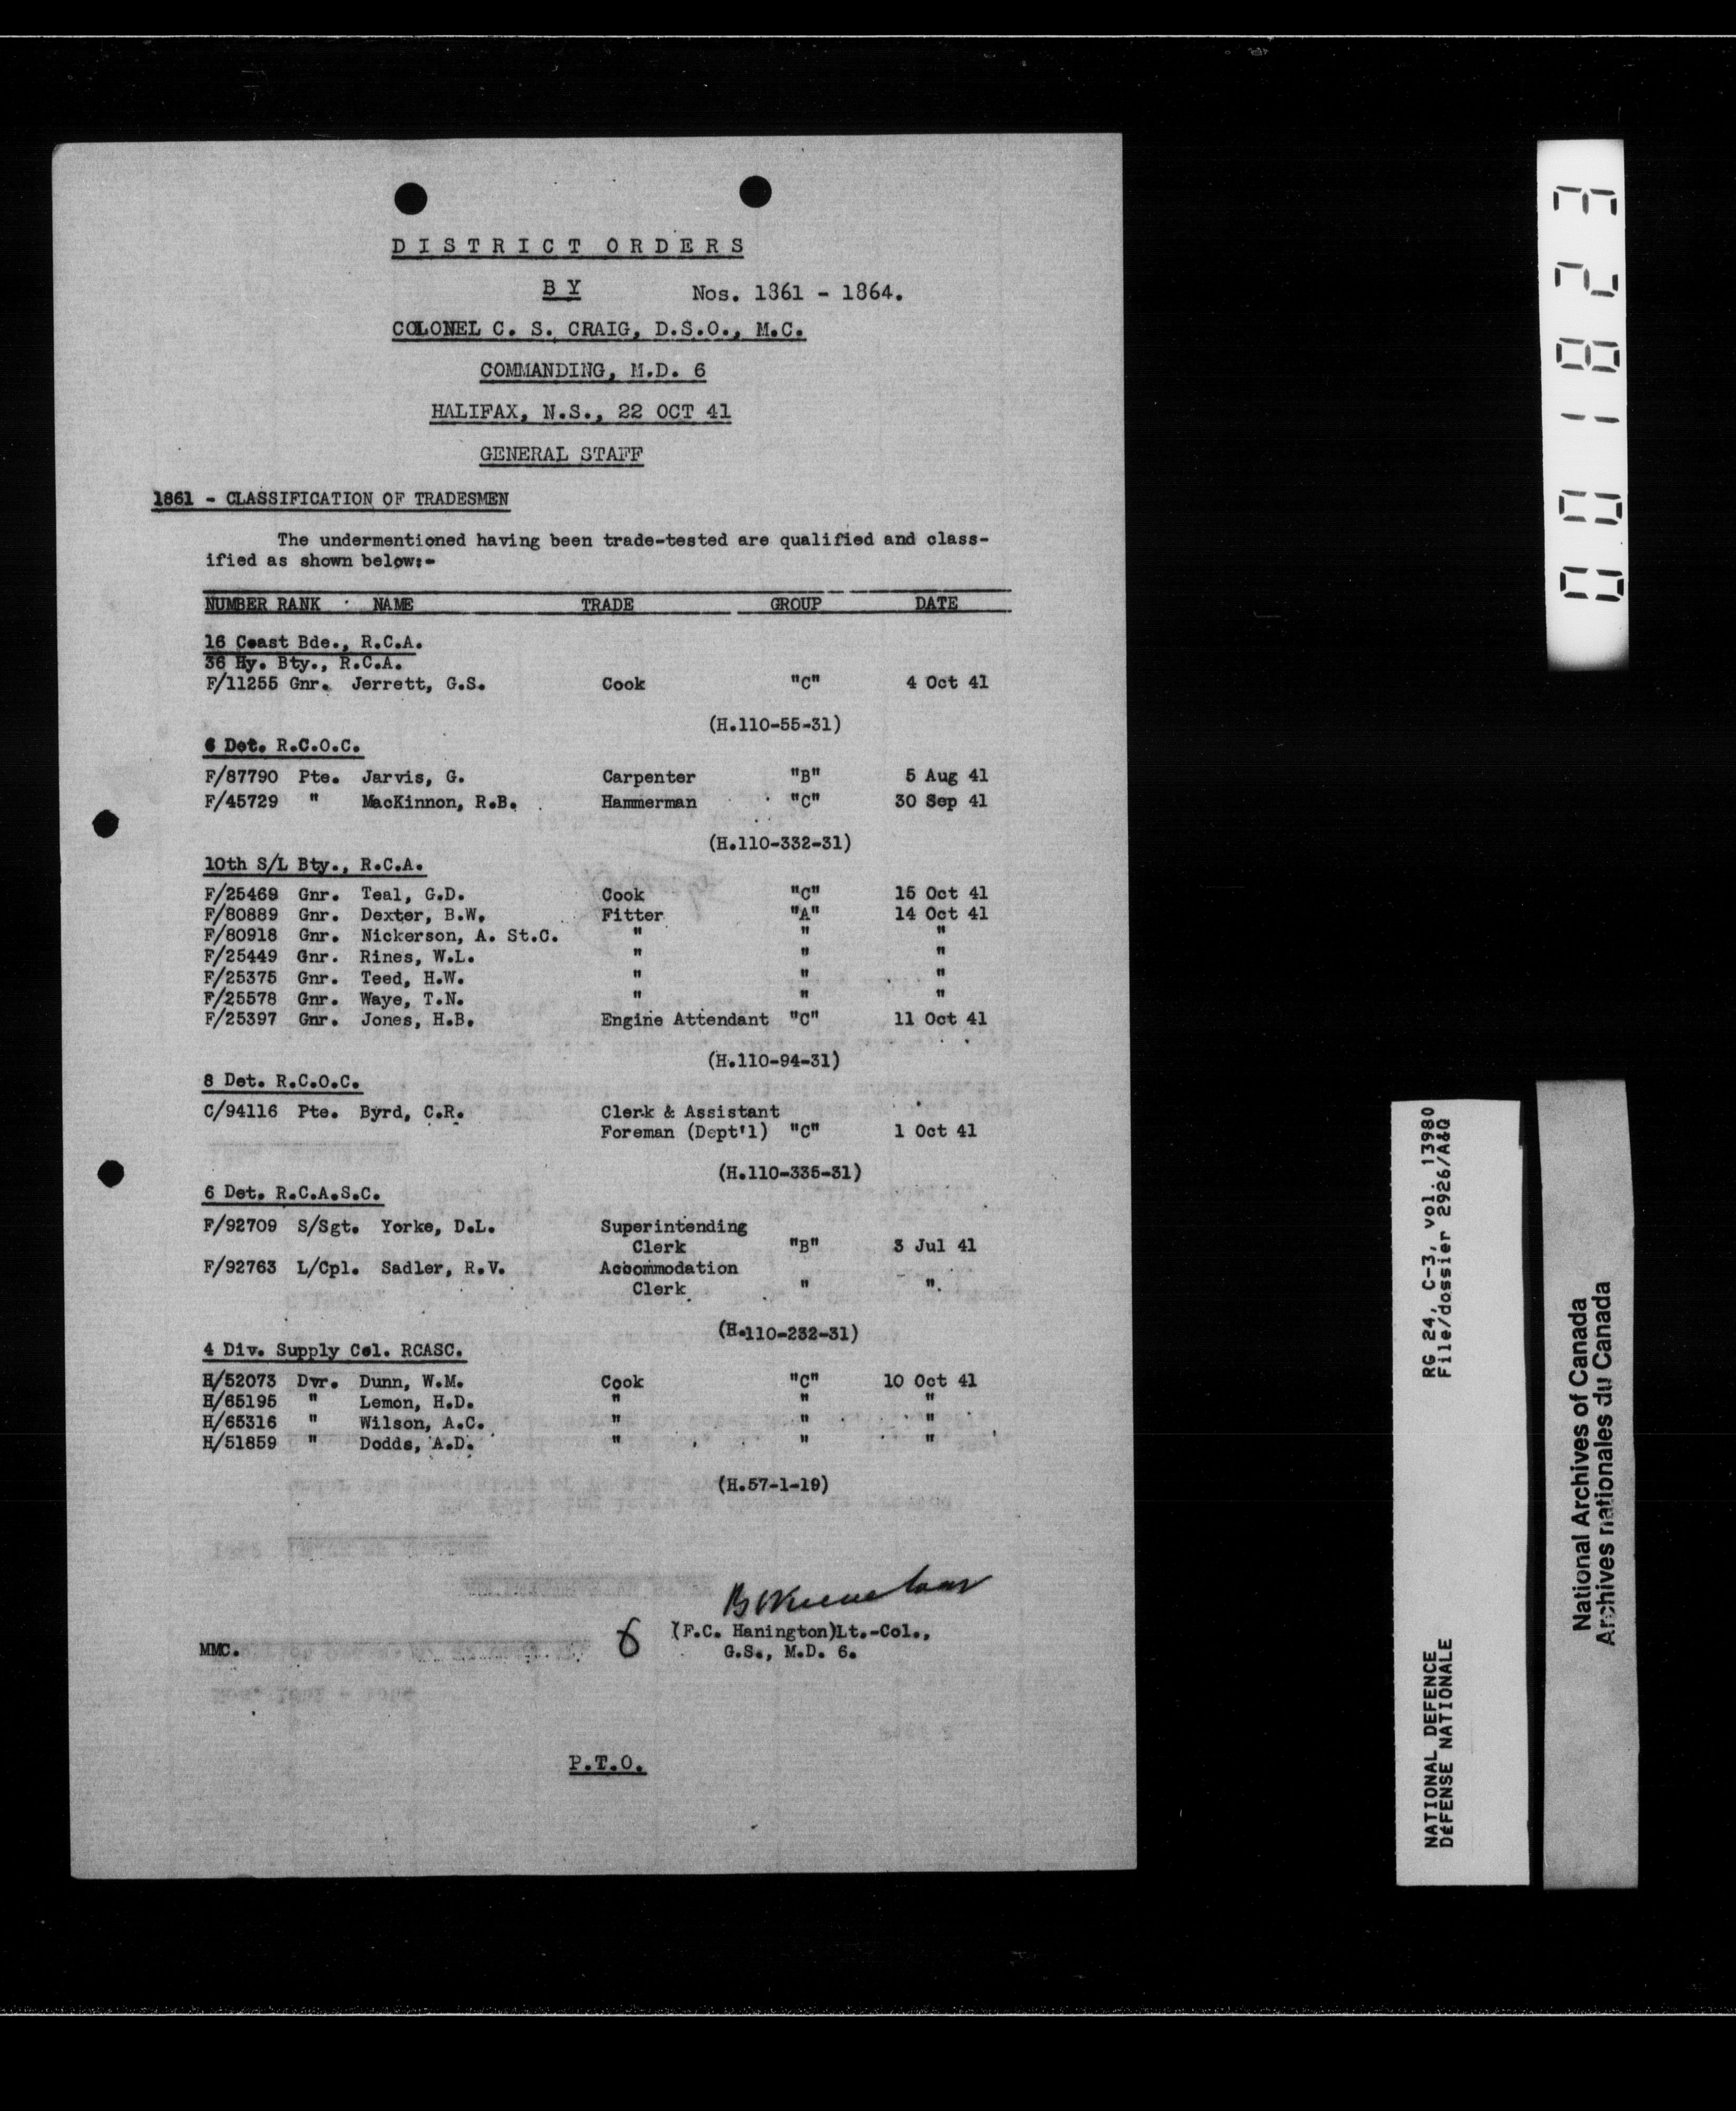 DISTRICT ORDERS
BY Nos. 1861 - 1864.
COLONEL C. S. CRAIG, D.S.O., M.C.
COMMANDING, M.D. 6
HALIFAX, N.S., 22 OCT 41
GENERAL STAFF
1861 - CLASSIFICATION OF TRADESMEN
The undermentioned having been trade-tested are qualified and class-
ified as shown below:-
NUMBER RANK NAME TRADE GROUP DATE
16 Coast Bde., R.C.A.
36 Hy. Bty., R.C.A.
F/11255 Gnr. Jerrett, G.S. Cook "C" 4 Oct 41
(H.110-55-31)
6 Det. R.C.O.C.
F/87790 Pte. Jarvis, G. Carpenter "B" 5 Aug 41
F/45729 " MacKinnon, R.B. Hammerman "C" 30 Sep 41
(H.110-332-31)
10th S/L Bty., R.C.A.
F/25469 Gnr. Teal, G.D. Cook "C" 15 Oct 41
F/80889 Gnr. Dexter, B.W. Fitter "A" 14 Oct 41
F/80918 Gnr. Nickerson, A. St.C. " " "
F/25449 Gnr. Rines, W.L. " " "
F/25375 Gnr. Teed, H.W. " " "
F/25578 Gnr. Waye, T.N. " " "
F/25397 Gnr. Jones, H.B. Engine Attendant "C" 11 Oct 41
(H.110-94-31)
8 Det. R.C.O.C.
C/94116 Pte. Byrd, C.R. Clerk & Assistant
Foreman (Dept'l) "C" 1 Oct 41
(H.110-335-31)
6 Det. R.C.A.S.C.
F/92709 S/Sgt. Yorke, D.L. Superintending
Clerk "B" 3 Jul 41
F/92763 L/Cpl. Sadler, R.V. Accommodation
Clerk " "
(H.110-232-31)
4 Div. Supply Col. RCASC.
H/52073 Dvr. Dunn, W.M. Cook "C" 10 Oct 41
H/65195 " Lemon, H.D. " " "
H/65316 " Wilson, A.C. " " "
H/51859 " Dodds, A.D. " " "
(H.57-1-19)
(F.C. Hanington)Lt.-Col.,
G.S., M.D. 6.
MMC. 6
P.T.O.
001823
RG 24, C-3, vol. 13980
File/dossier 2926/A&Q
NATIONAL DEFENCE
DÉFENSE NATIONALE
National Archives of Canada
Archives nationales du Canada